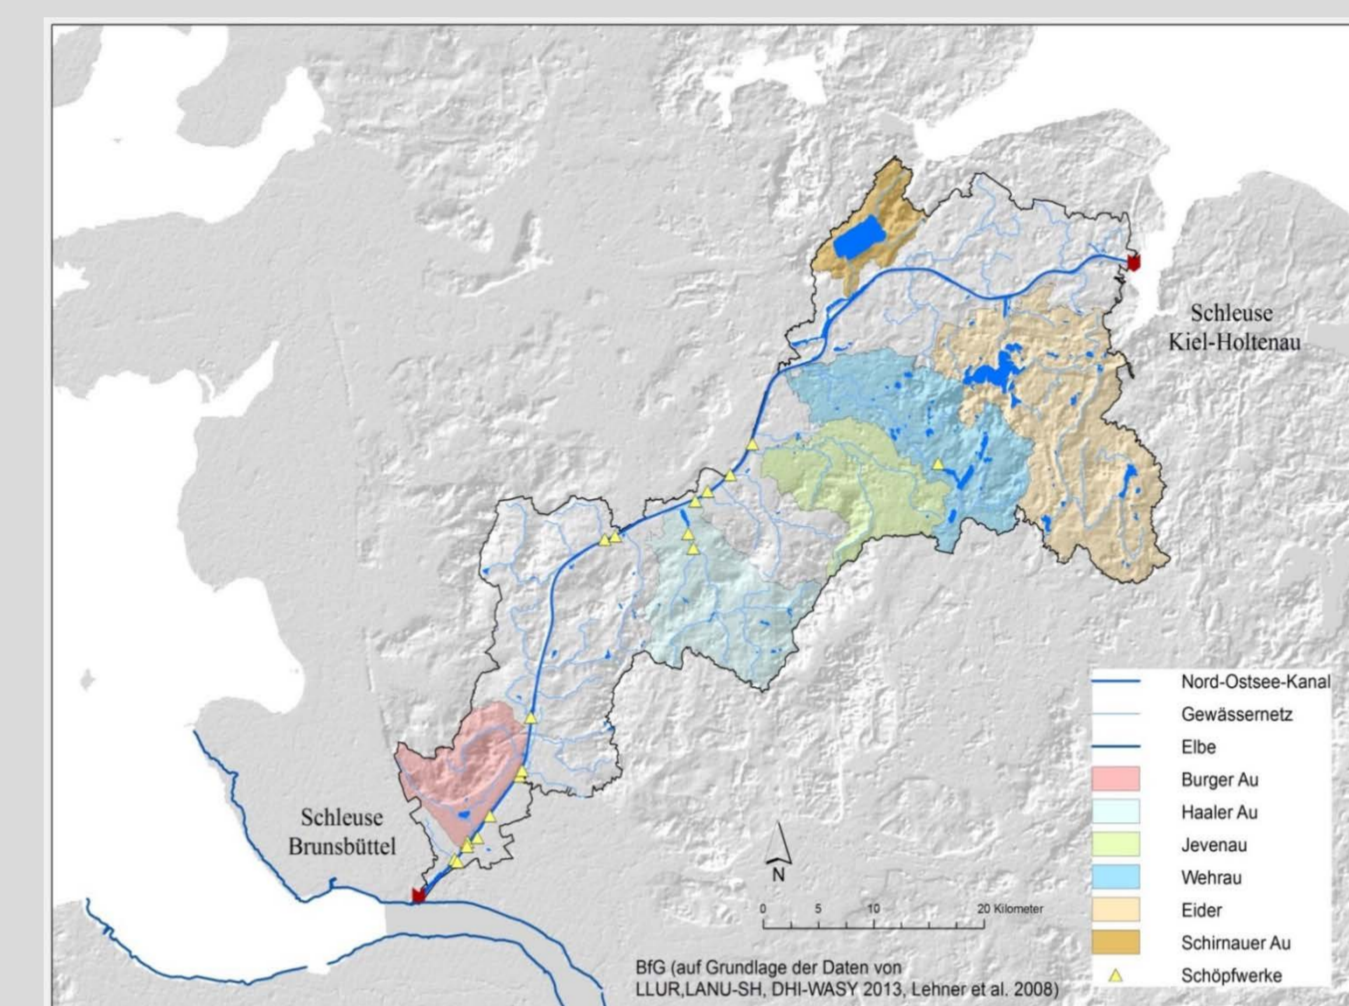 Schleuse
Kiel-Holtenau
Schleuse
Brunsbüttel
Nord-Ostsee-Kanal
Gewässernetz
Elbe
Burger Au
Haaler Au
Jevenau
Wehrau
Eider
Schirnauer Au
Schöpfwerke
N
0 5 10 20 Kilometer
BfG (auf Grundlage der Daten von
LLUR,LANU-SH, DHI-WASY 2013, Lehner et al. 2008)